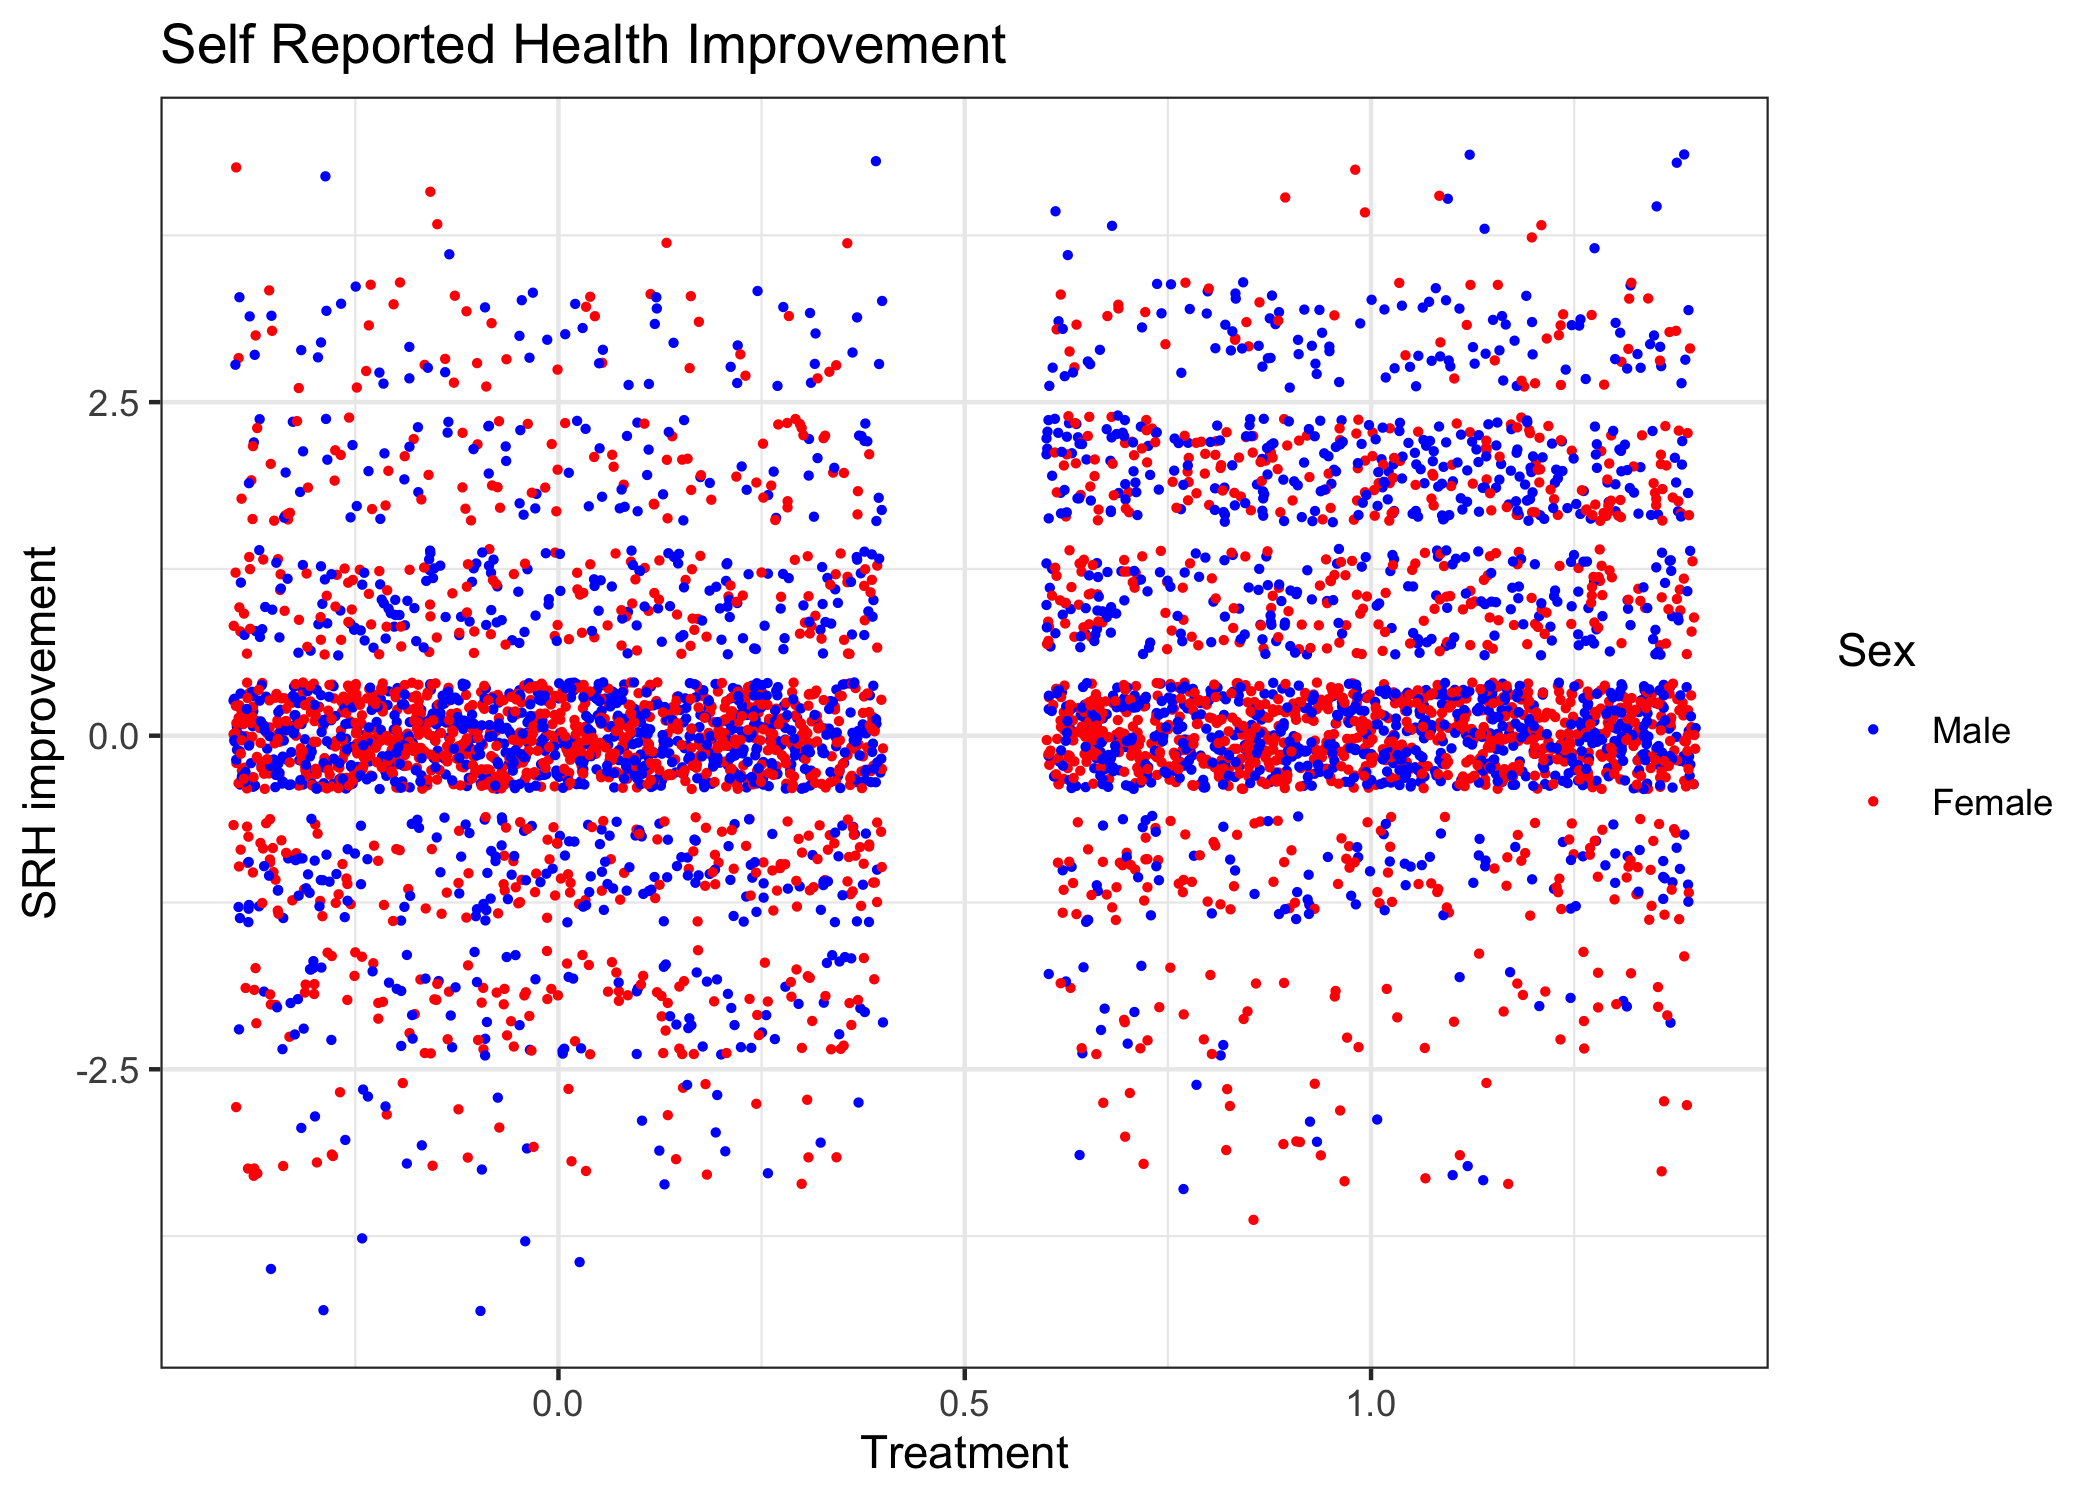 Self Reported Health Improvement
SRH improvement
2.5
0.0
-2.5
0.0
0.5
1.0
Treatment
Sex
Male
Female